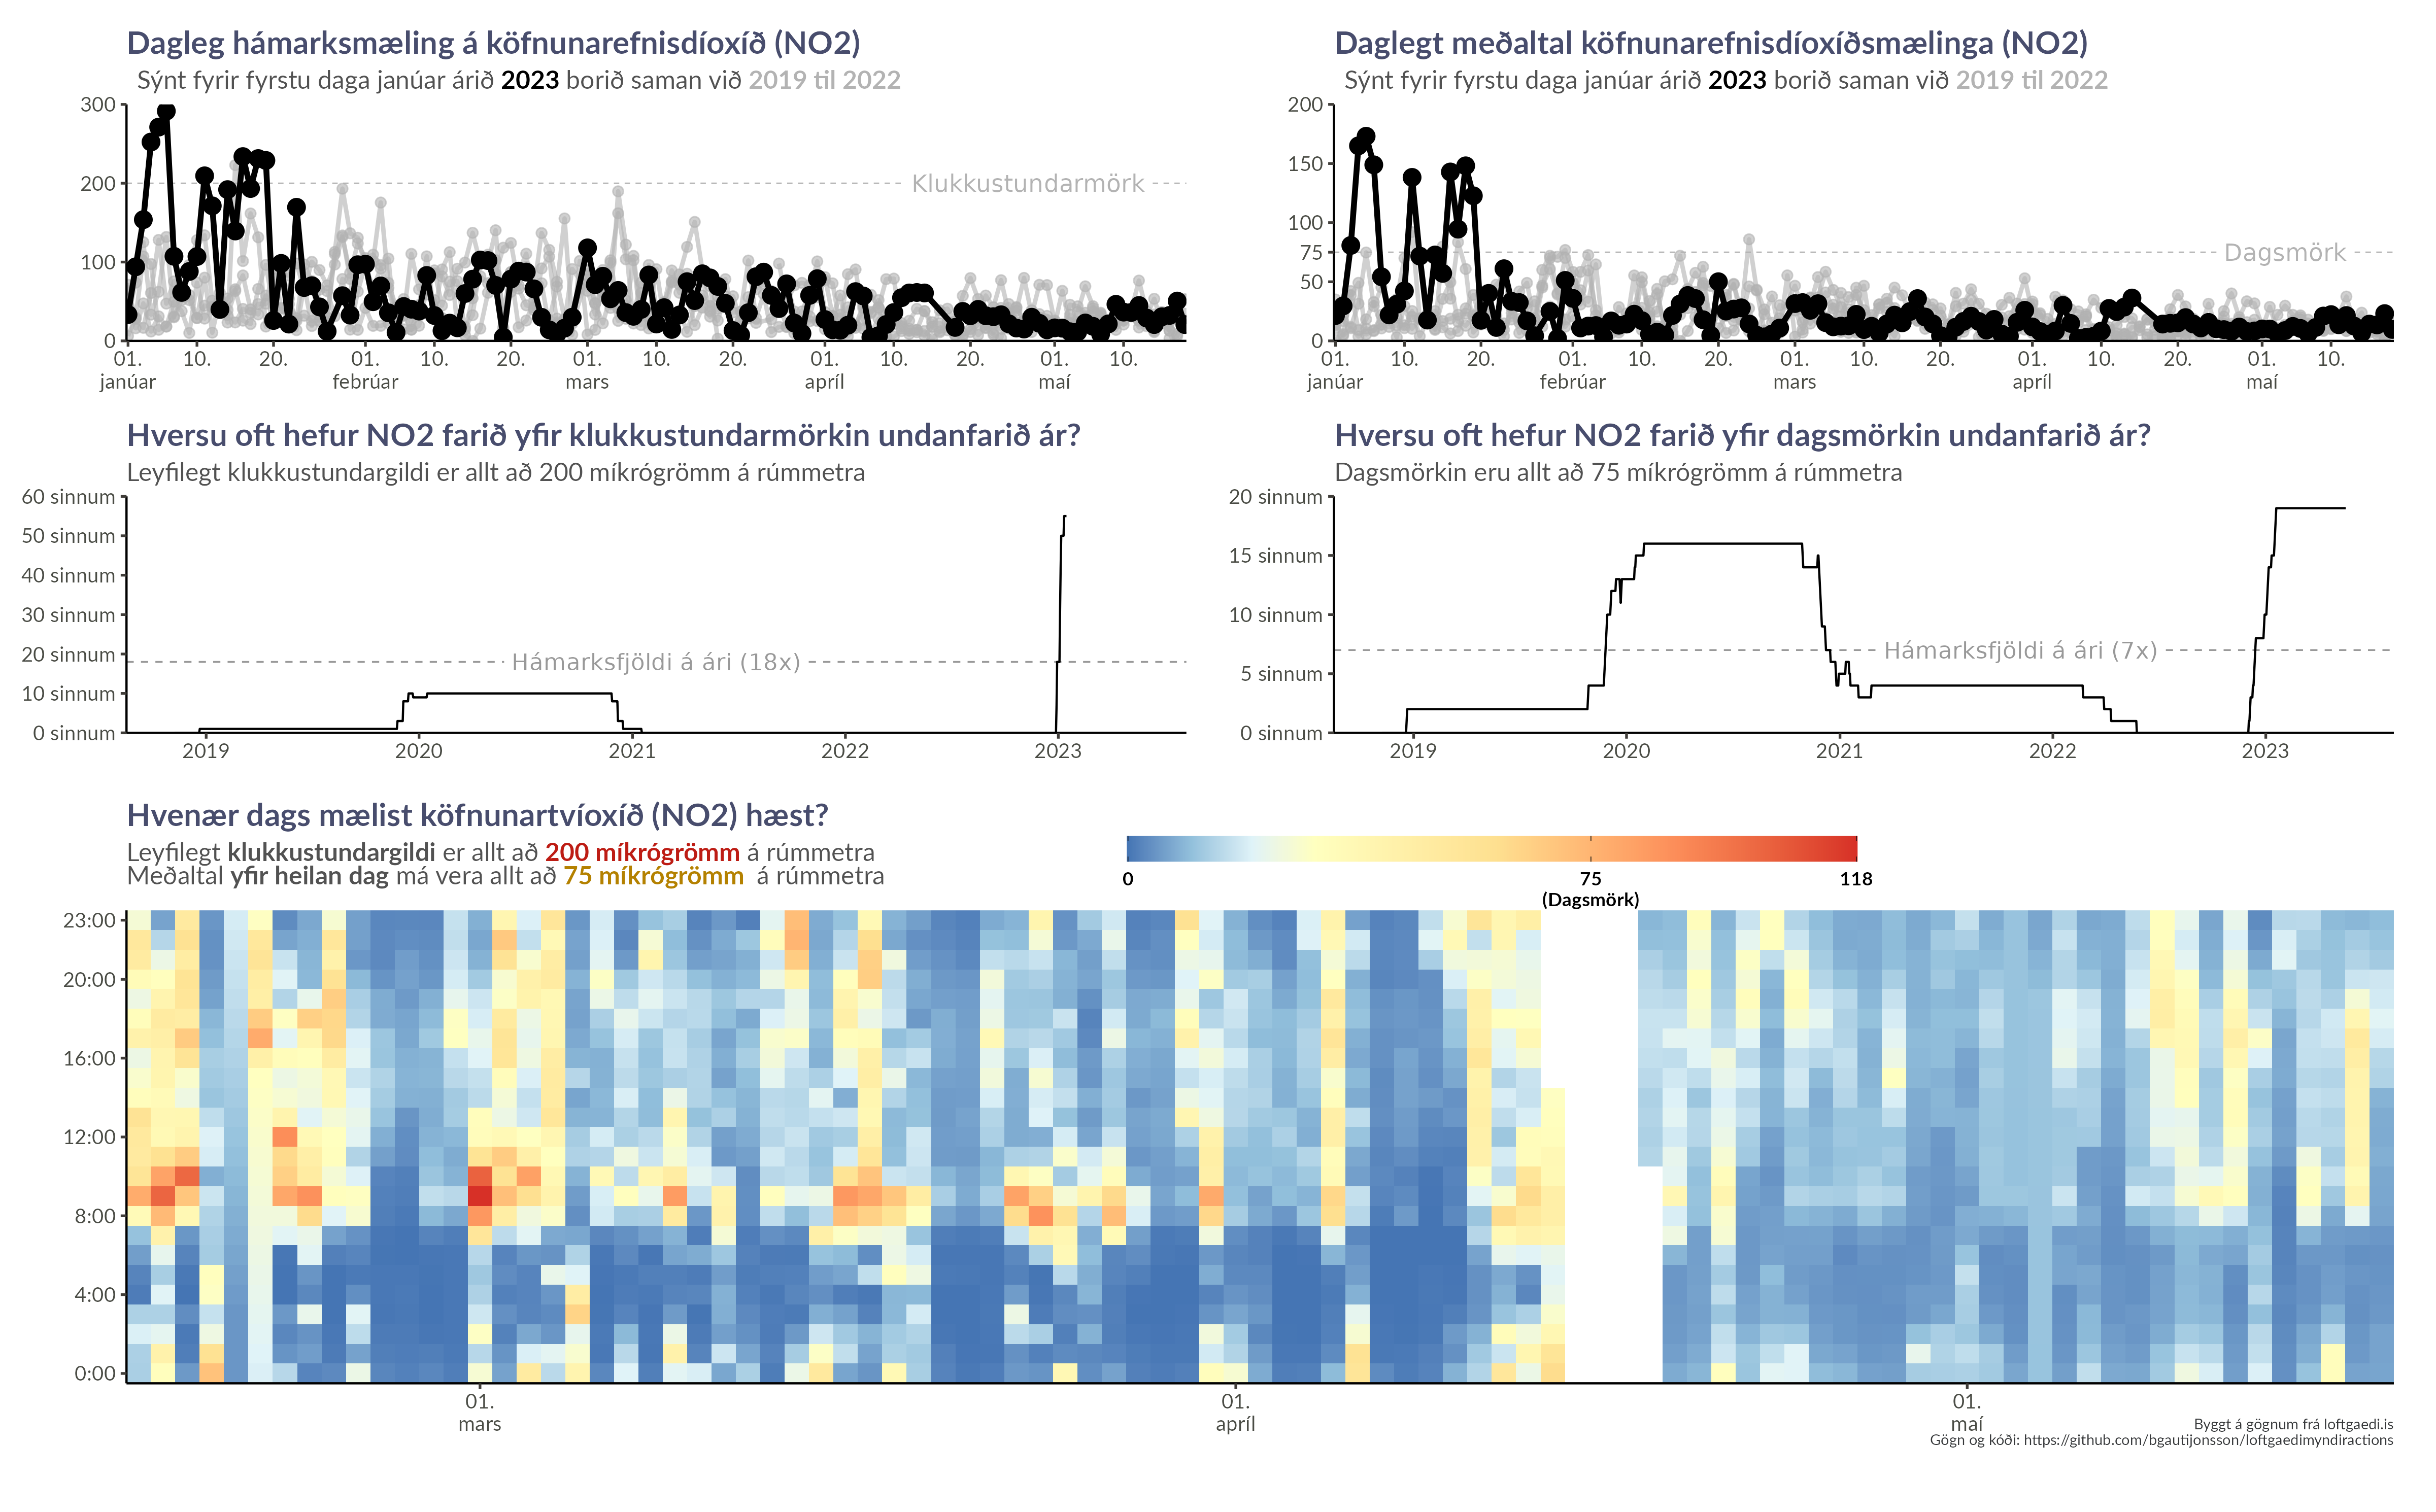 Dagleg hámarksmæling á köfnunarefnisdíoxíð (NO2)
Sýnt fyrir fyrstu daga janúar árið 2023 borið saman við 2019 til 2022
300
200
100
0
Klukkustundarmörk
01. 10. 20. 01. 10. 20. 01. 10. 20. 01. 10. 20. 01. 10.
janúar febrúar mars apríl maí
Daglegt meðaltal köfnunarefnisdíoxíðsmælinga (NO2)
Sýnt fyrir fyrstu daga janúar árið 2023 borið saman við 2019 til 2022
200
150
100
75
50
0
Dagsmörk
01. 10. 20. 01. 10. 20. 01. 10. 20. 01. 10. 20. 01. 10.
janúar febrúar mars apríl maí
Hversu oft hefur NO2 farið yfir klukkustundarmörkin undanfarið ár?
Leyfilegt klukkustundargildi er allt að 200 míkrógrömm á rúmmetra
60 sinnum
50 sinnum
40 sinnum
30 sinnum
20 sinnum
10 sinnum
0 sinnum
Hámarksfjöldi á ári (18x)
2019 2020 2021 2022 2023
Hversu oft hefur NO2 farið yfir dagsmörkin undanfarið ár?
Dagsmörkin eru allt að 75 míkrógrömm á rúmmetra
20 sinnum
15 sinnum
10 sinnum
5 sinnum
0 sinnum
Hámarksfjöldi á ári (7x)
2019 2020 2021 2022 2023
Hvenær dags mælist köfnunartvíoxíð (NO2) hæst?
Leyfilegt klukkustundargildi er allt að 200 míkrógrömm á rúmmetra
Meðaltal yfir heilan dag má vera allt að 75 míkrógrömm á rúmmetra
0 75 118
(Dagsmörk)
23:00
20:00
16:00
12:00
8:00
4:00
0:00
01. 01. 01.
mars apríl maí
Byggt á gögnum frá loftgaedi.is
Gögn og kóði: https://github.com/bgautijonsson/loftgaedimyndiractions